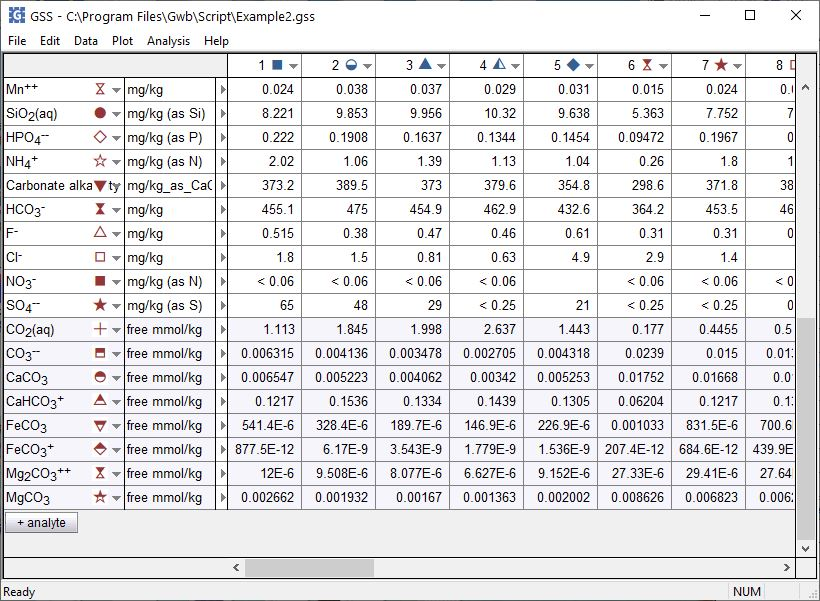 GSS - C:\Program Files\Gwb\Script\Example2.gss
File Edit Data Plot Analysis Help
1 2 3 4 5 6 7 8
Mn++ mg/kg 0.024 0.038 0.037 0.029 0.031 0.015 0.024
SiO2(aq) mg/kg (as Si) 8.221 9.853 9.956 10.32 9.638 5.363 7.752
HPO4-- mg/kg (as P) 0.222 0.1908 0.1637 0.1344 0.1454 0.09472 0.1967
NH4+ mg/kg (as N) 2.02 1.06 1.39 1.13 1.04 0.26 1.8
Carbonate alka ty mg/kg_as_CaC 373.2 389.5 373 379.6 354.8 298.6 371.8
HCO3- mg/kg 455.1 475 454.9 462.9 432.6 364.2 453.5
F- mg/kg 0.515 0.38 0.47 0.46 0.61 0.31 0.31
Cl- mg/kg 1.8 1.5 0.81 0.63 4.9 2.9 1.4
NO3- mg/kg (as N) < 0.06 < 0.06 < 0.06 < 0.06 < 0.06 < 0.06
SO4-- mg/kg (as S) 65 48 29 < 0.25 21 < 0.25 < 0.25
CO2(aq) free mmol/kg 1.113 1.845 1.998 2.637 1.443 0.177 0.4455
CO3-- free mmol/kg 0.006315 0.004136 0.003478 0.002705 0.004318 0.0239 0.015
CaCO3 free mmol/kg 0.006547 0.005223 0.004062 0.00342 0.005253 0.01752 0.01668
CaHCO3+ free mmol/kg 0.1217 0.1536 0.1334 0.1439 0.1305 0.06204 0.1217
FeCO3 free mmol/kg 541.4E-6 328.4E-6 189.7E-6 146.9E-6 226.9E-6 0.001033 831.5E-6
FeCO3+ free mmol/kg 877.5E-12 6.17E-9 3.543E-9 1.779E-9 1.536E-9 207.4E-12 684.6E-12
Mg2CO3++ free mmol/kg 12E-6 9.508E-6 8.077E-6 6.627E-6 9.152E-6 27.33E-6 29.41E-6
MgCO3 free mmol/kg 0.002662 0.001932 0.00167 0.001363 0.002002 0.008626 0.006823
+ analyte
Ready NUM